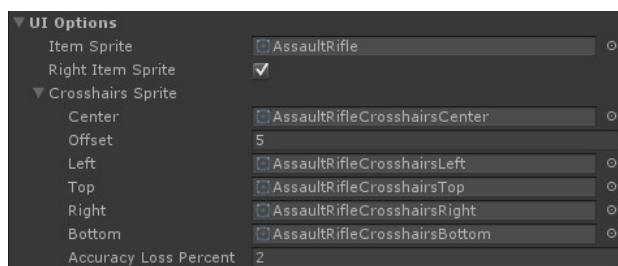 UI Options
Item Sprite AssaultRifle
Right Item Sprite
Crosshairs Sprite
Center AssaultRifleCrosshairsCenter
Offset 5
Left AssaultRifleCrosshairsLeft
Top AssaultRifleCrosshairsTop
Right AssaultRifleCrosshairsRight
Bottom AssaultRifleCrosshairsBottom
Accuracy Loss Percent 2